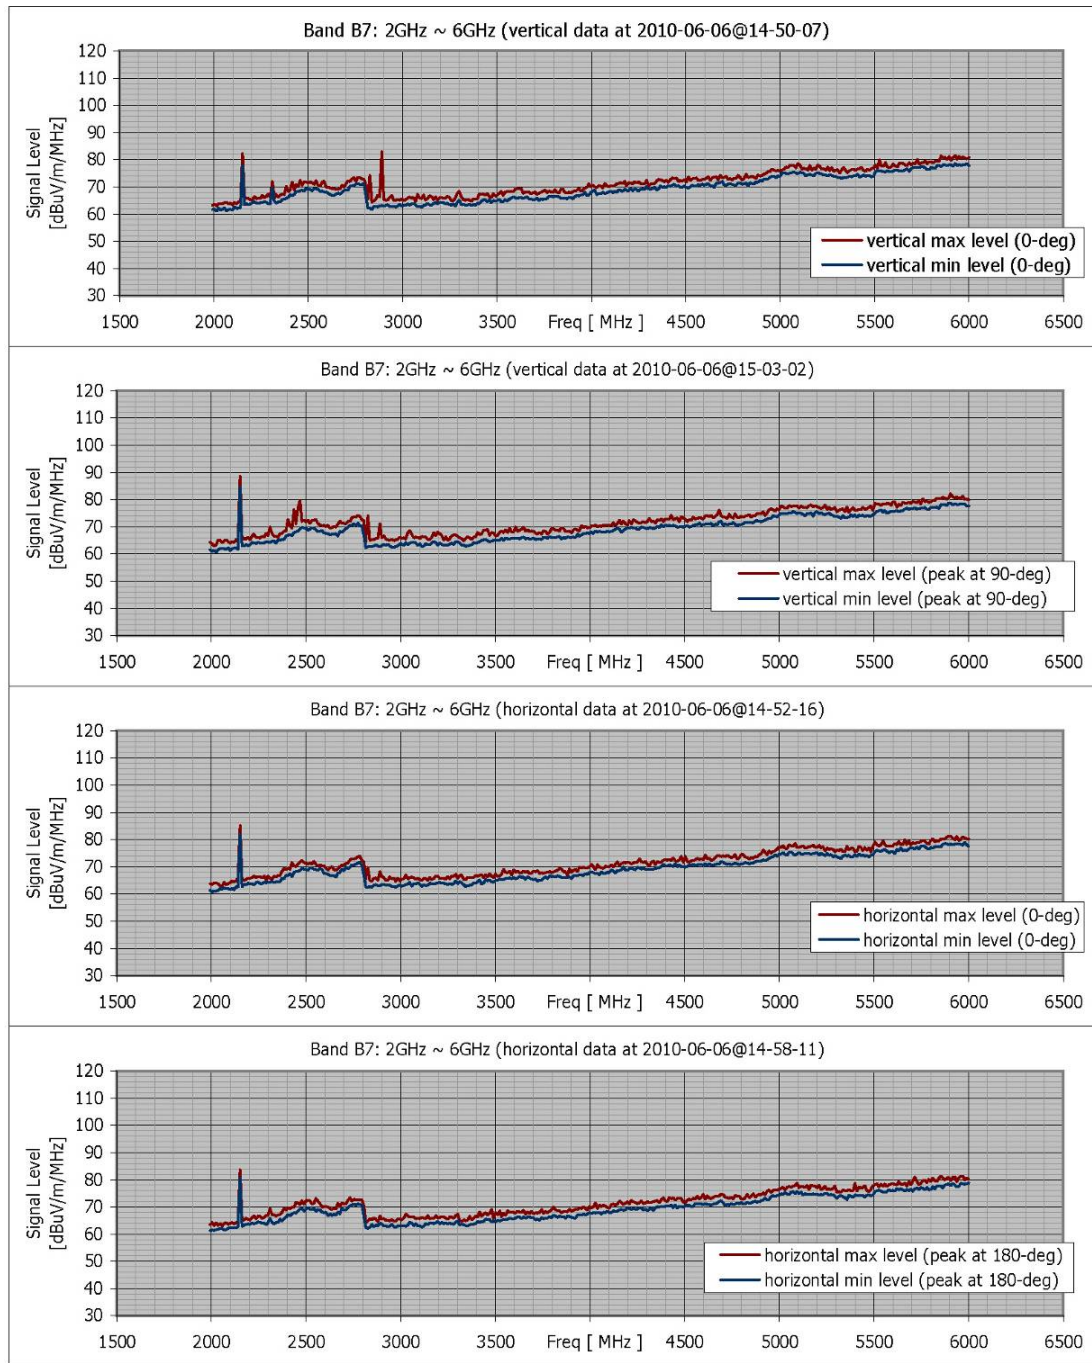 Band B7: 2GHz ~ 6GHz (vertical data at 2010-06-06@14-50-07)
120
110
100
90
80
70
60
50
40
30
Signal Level
[dBuV/m/MHz]
vertical max level (0-deg)
vertical min level (0-deg)
1500 2000 2500 3000 3500 Freq [ MHz ] 4500 5000 5500 6000 6500
Band B7: 2GHz ~ 6GHz (vertical data at 2010-06-06@15-03-02)
120
110
100
90
80
70
60
50
40
30
Signal Level
[dBuV/m/MHz]
vertical max level (peak at 90-deg)
vertical min level (peak at 90-deg)
1500 2000 2500 3000 3500 Freq [ MHz ] 4500 5000 5500 6000 6500
Band B7: 2GHz ~ 6GHz (horizontal data at 2010-06-06@14-52-16)
120
110
100
90
80
70
60
50
40
30
Signal Level
[dBuV/m/MHz]
horizontal max level (0-deg)
horizontal min level (0-deg)
1500 2000 2500 3000 3500 Freq [ MHz ] 4500 5000 5500 6000 6500
Band B7: 2GHz ~ 6GHz (horizontal data at 2010-06-06@14-58-11)
120
110
100
90
80
70
60
50
40
30
Signal Level
[dBuV/m/MHz]
horizontal max level (peak at 180-deg)
horizontal min level (peak at 180-deg)
1500 2000 2500 3000 3500 Freq [ MHz ] 4500 5000 5500 6000 6500